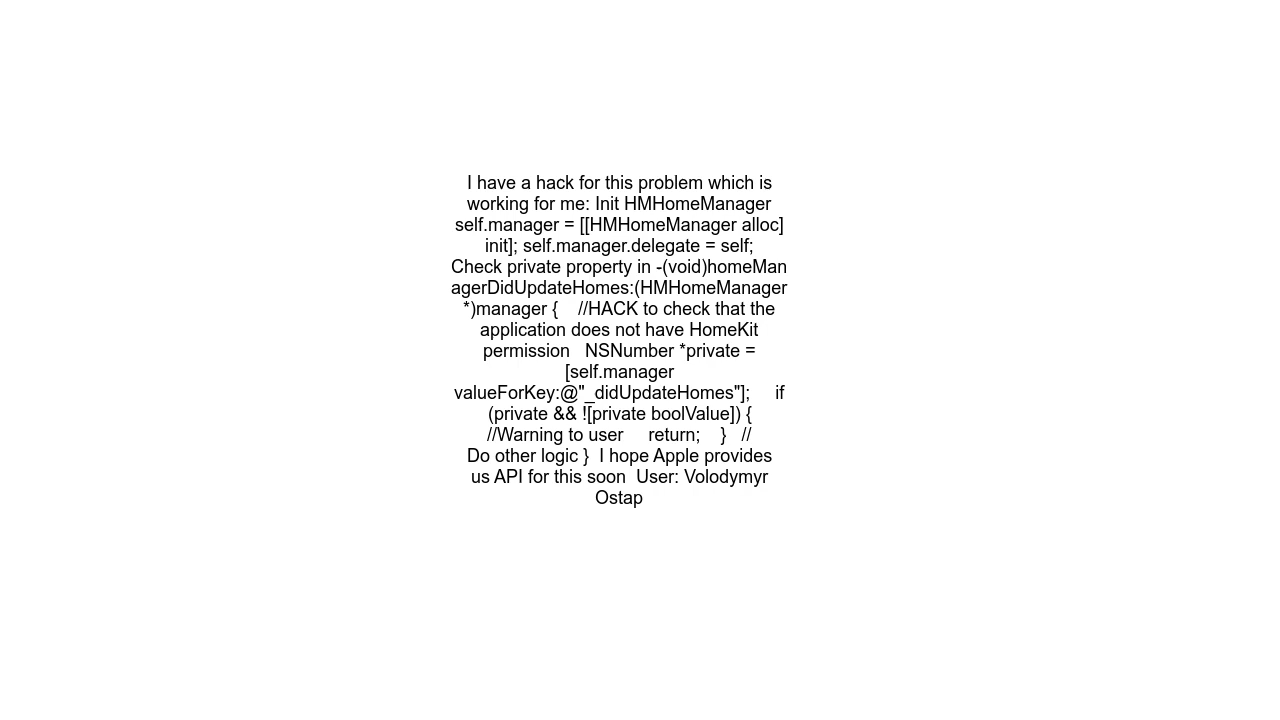 I have a hack for this problem which is
working for me: Init HMHomeManager
self.manager = [[HMHomeManager alloc]
init]; self.manager.delegate = self;
Check private property in -(void)homeMan
agerDidUpdateHomes:(HMHomeManager
*)manager {    //HACK to check that the
application does not have HomeKit
permission   NSNumber *private =
[self.manager
valueForKey:@"_didUpdateHomes"];     if
(private && ![private boolValue]) {
//Warning to user     return;    }   //
Do other logic }  I hope Apple provides
us API for this soon  User: Volodymyr
Ostap